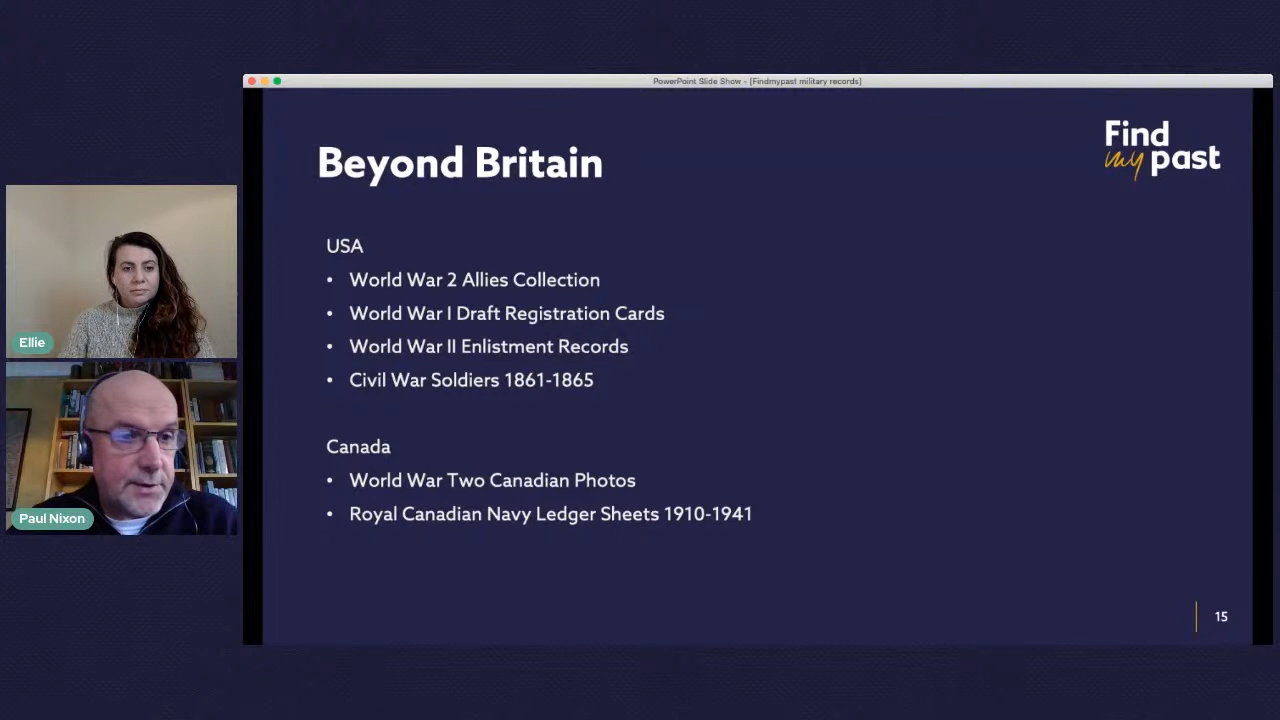 PowerPoint Slide Show - [Findmypast military records]
Find
my past
Beyond Britain
USA
• World War 2 Allies Collection
• World War I Draft Registration Cards
• World War II Enlistment Records
• Civil War Soldiers 1861-1865
Canada
• World War Two Canadian Photos
• Royal Canadian Navy Ledger Sheets 1910-1941
15
Ellie
Paul Nixon